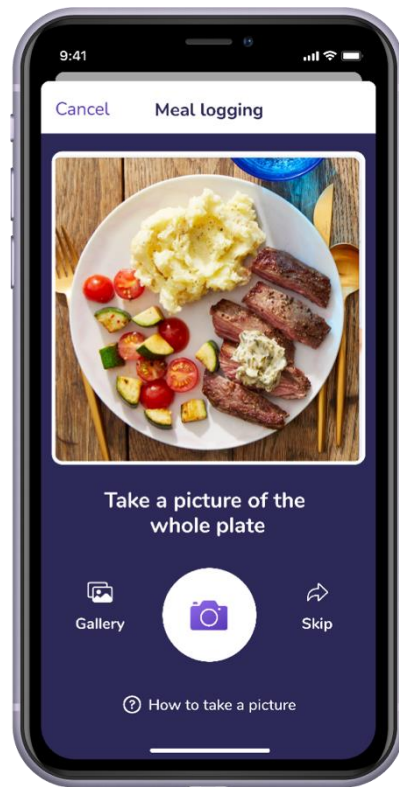 9:41
Cancel Meal logging
Take a picture of the
whole plate
Gallery
Skip
How to take a picture